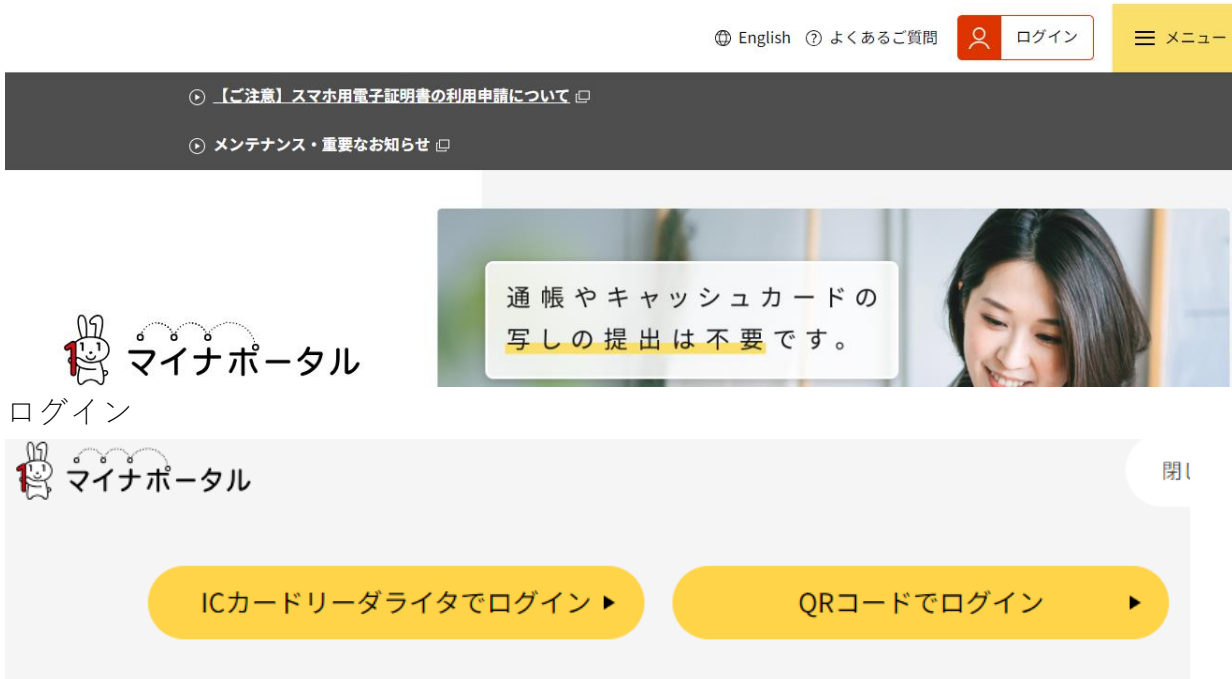 English よくあるご質問 ログイン メニュー
【ご注意】スマホ用電子証明書の利用申請について
メンテナンス・重要なお知らせ
通帳やキャッシュカードの
写しの提出は不要です。
マイナポータル
ログイン
マイナポータル
閉じ
ICカードリーダライタでログイン
QRコードでログイン